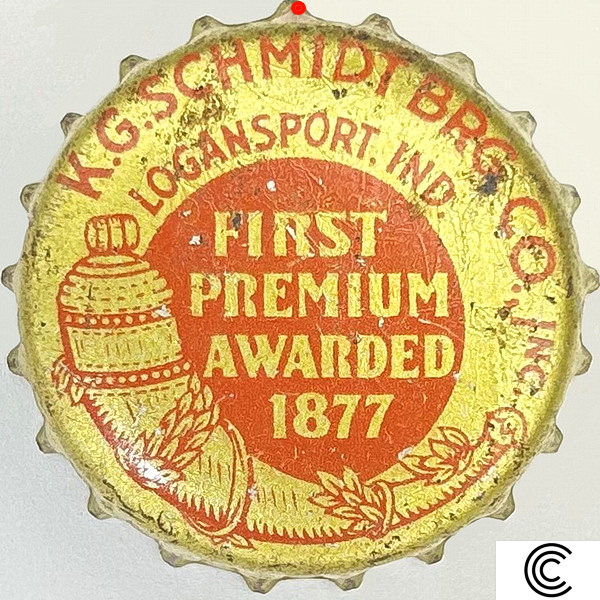 K.G. SCHMIDT BRG. CO., INC.
LOGANSPORT, IND.
FIRST
PREMIUM
AWARDED
1877